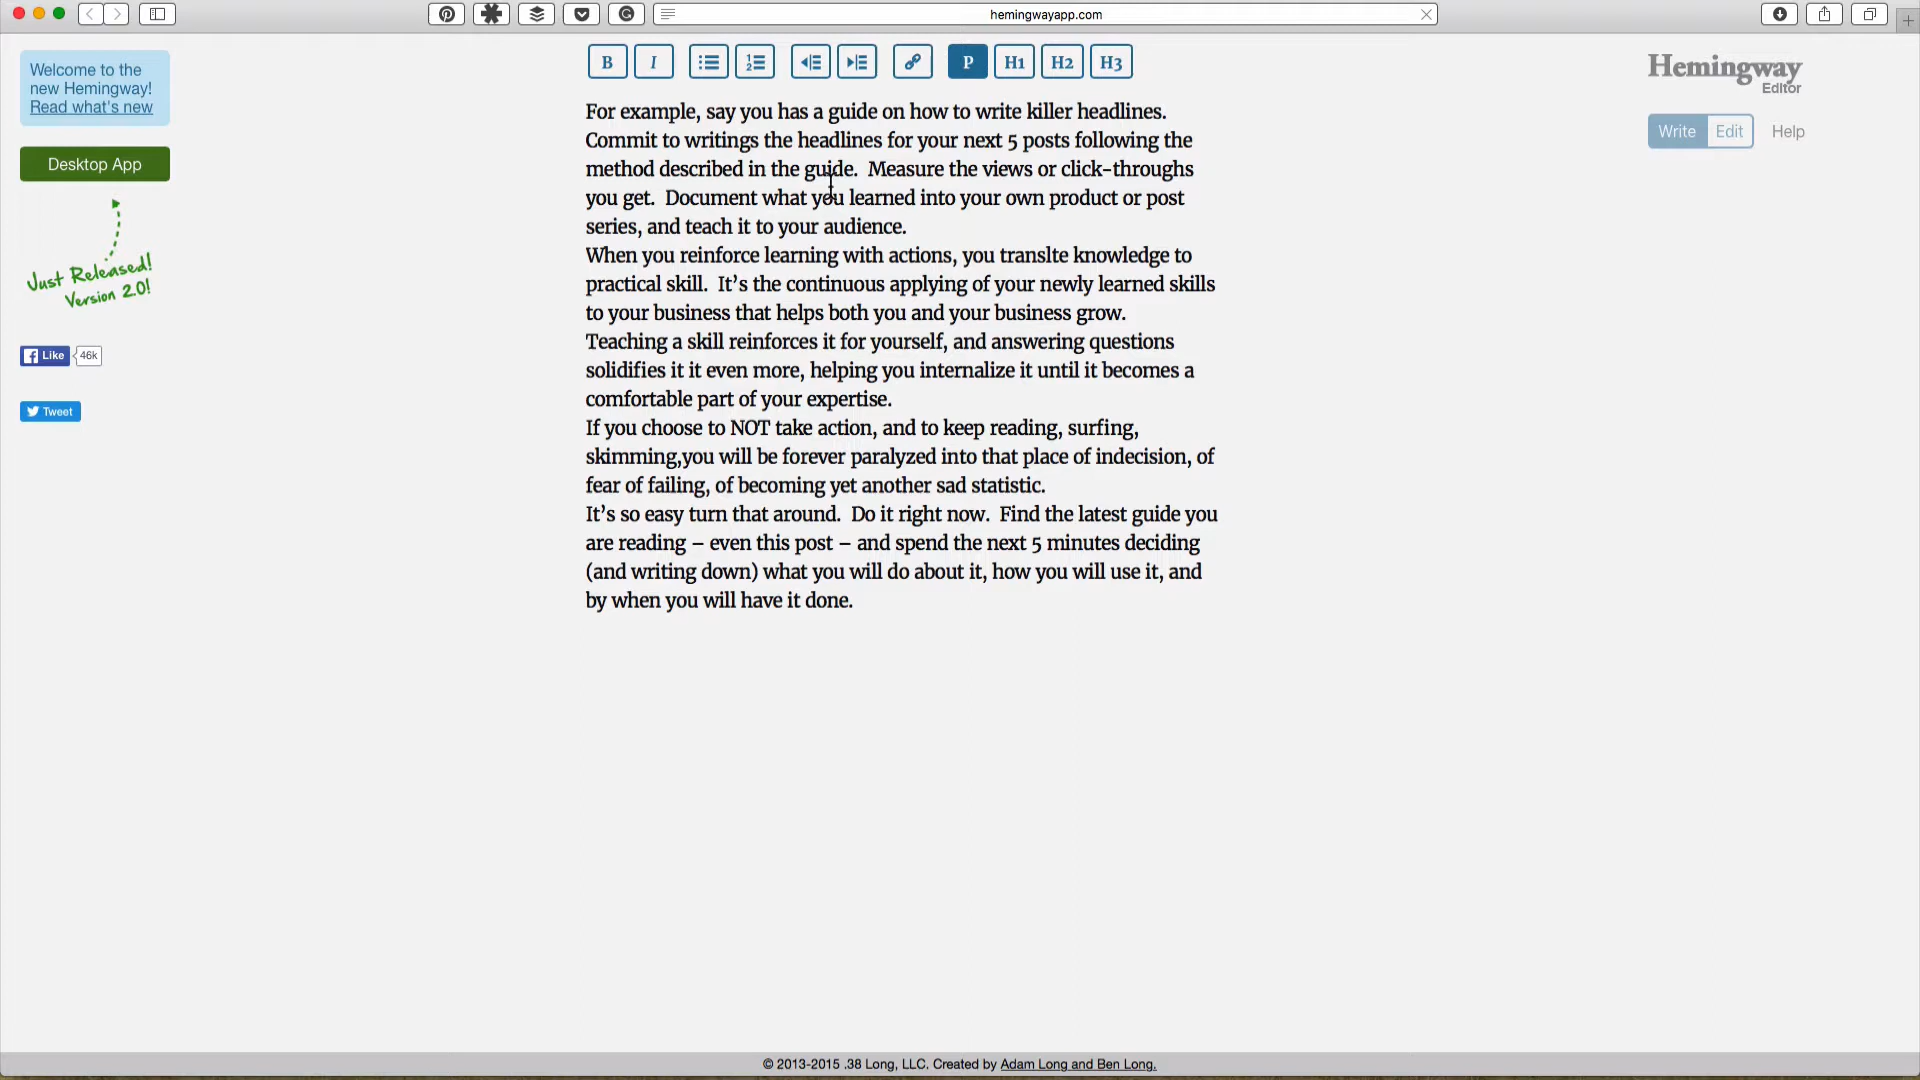 hemingwayapp.com
Welcome to the
new Hemingway!
Read what's new
Desktop App
Just Released!
Version 2.0!
Like 46k
Tweet
B I P H1 H2 H3
For example, say you has a guide on how to write killer headlines.
Commit to writings the headlines for your next 5 posts following the
method described in the guide.  Measure the views or click-throughs
you get.  Document what you learned into your own product or post
series, and teach it to your audience.
When you reinforce learning with actions, you translte knowledge to
practical skill.  It’s the continuous applying of your newly learned skills
to your business that helps both you and your business grow.
Teaching a skill reinforces it for yourself, and answering questions
solidifies it it even more, helping you internalize it until it becomes a
comfortable part of your expertise.
If you choose to NOT take action, and to keep reading, surfing,
skimming,you will be forever paralyzed into that place of indecision, of
fear of failing, of becoming yet another sad statistic.
It’s so easy turn that around.  Do it right now.  Find the latest guide you
are reading – even this post – and spend the next 5 minutes deciding
(and writing down) what you will do about it, how you will use it, and
by when you will have it done.
Hemingway
Editor
Write Edit Help
© 2013-2015 .38 Long, LLC. Created by Adam Long and Ben Long.